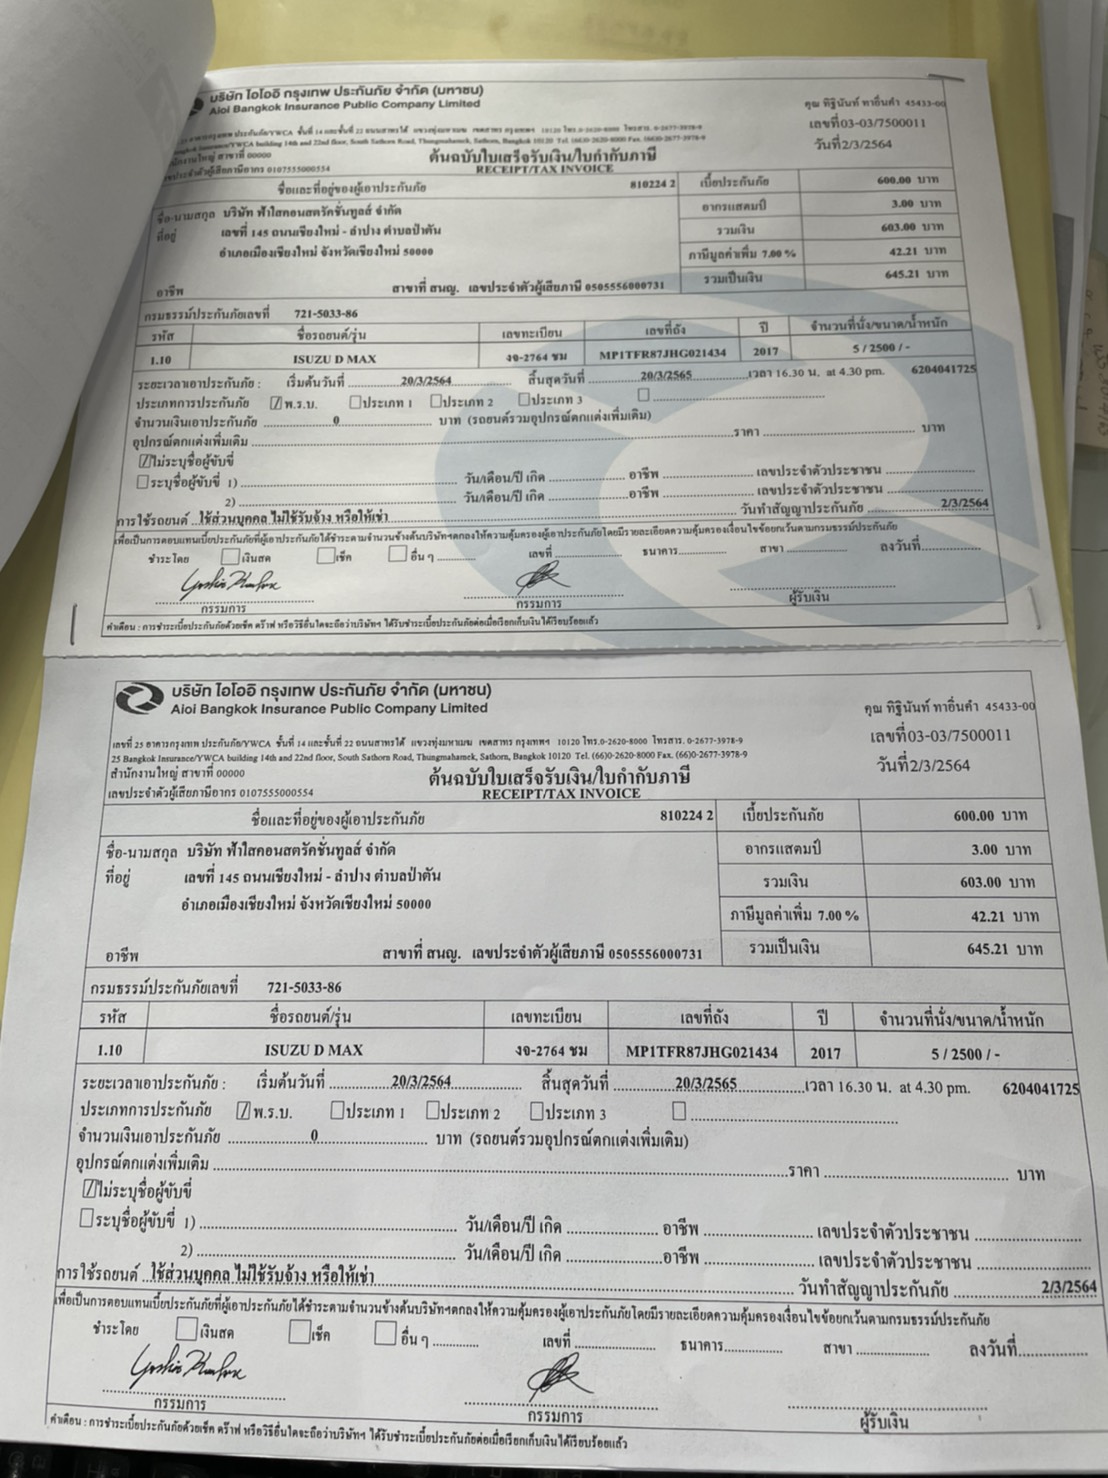 บริษัท ไอโออิ กรุงเทพ ประกันภัย จำกัด (มหาชน)
Aioi Bangkok Insurance Public Company Limited
คุณ ทิฐินันท์ ทาอินคำ 45433-00
เลขที่03-03/7500011
วันที่2/3/2564
อาคารกรุงเทพ ประกันภัย/YWCA ชั้นที่ 14 และชั้นที่ 22 ถนนสาทรใต้ แขวงทุ่งมหาเมฆ เขตสาทร กรุงเทพฯ 10120 โทร.0-2620-8000 โทรสาร. 0-2677-3978-9
Insurance/YWCA building 14th and 22nd floor, South Sathorn Road, Thungmahamek, Sathorn, Bangkok 10120 Tel. (66)0-2620-8000 Fax. (66)0-2677-3978-9
สำนักงานใหญ่ สาขาที่ 00000
ต้นฉบับใบเสร็จรับเงิน/ใบกำกับภาษี
เลขประจำตัวผู้เสียภาษีอากร 0107555000554
RECEIPT/TAX INVOICE
ชื่อและที่อยู่ของผู้เอาประกันภัย 810224 2 เบี้ยประกันภัย 600.00 บาท
ชื่อ-นามสกุล บริษัท ฟ้าใสคอนสตรัคชั่นทูลส์ จำกัด อากรแสตมป์ 3.00 บาท
ที่อยู่ เลขที่ 145 ถนนเชียงใหม่ - ลำปาง ตำบลป่าตัน รวมเงิน 603.00 บาท
อำเภอเมืองเชียงใหม่ จังหวัดเชียงใหม่ 50000 ภาษีมูลค่าเพิ่ม 7.00 % 42.21 บาท
อาชีพ สาขาที่ สนญ. เลขประจำตัวผู้เสียภาษี 0505556000731 รวมเป็นเงิน 645.21 บาท
กรมธรรม์ประกันภัยเลขที่ 721-5033-86
รหัส ชื่อรถยนต์/รุ่น เลขทะเบียน เลขที่ถัง ปี จำนวนที่นั่ง/ขนาด/น้ำหนัก
1.10 ISUZU D MAX งจ-2764 ชม MP1TFR87JHG021434 2017 5 / 2500 / -
ระยะเวลาเอาประกันภัย : เริ่มต้นวันที่ 20/3/2564 สิ้นสุดวันที่ 20/3/2565 เวลา 16.30 น. at 4.30 pm. 6204041725
ประเภทการประกันภัย พ.ร.บ. ประเภท 1 ประเภท 2 ประเภท 3
จำนวนเงินเอาประกันภัย 0 บาท (รถยนต์รวมอุปกรณ์ตกแต่งเพิ่มเติม)
อุปกรณ์ตกแต่งเพิ่มเติม ราคา บาท
ไม่ระบุชื่อผู้ขับขี่
ระบุชื่อผู้ขับขี่ 1) วัน/เดือน/ปี เกิด อาชีพ เลขประจำตัวประชาชน
2) วัน/เดือน/ปี เกิด อาชีพ เลขประจำตัวประชาชน
การใช้รถยนต์ ใช้ส่วนบุคคล ไม่ใช้รับจ้าง หรือให้เช่า วันทำสัญญาประกันภัย 2/3/2564
เพื่อเป็นการตอบแทนเบี้ยประกันภัยที่ผู้เอาประกันภัยได้ชำระตามจำนวนข้างต้นบริษัทฯตกลงให้ความคุ้มครองผู้เอาประกันภัยโดยมีรายละเอียดความคุ้มครองเงื่อนไขข้อยกเว้นตามกรมธรรม์ประกันภัย
ชำระโดย เงินสด เช็ค อื่น ๆ เลขที่ ธนาคาร สาขา ลงวันที่
กรรมการ กรรมการ ผู้รับเงิน
คำเตือน : การชำระเบี้ยประกันภัยด้วยเช็ค ดร๊าฟ หรือวิธีอื่นใดจะถือว่าบริษัทฯ ได้รับชำระเบี้ยประกันภัยต่อเมื่อเรียกเก็บเงินได้เรียบร้อยแล้ว
บริษัท ไอโออิ กรุงเทพ ประกันภัย จำกัด (มหาชน)
Aioi Bangkok Insurance Public Company Limited
คุณ ทิฐินันท์ ทาอินคำ 45433-00
เลขที่03-03/7500011
วันที่2/3/2564
เลขที่ 25 อาคารกรุงเทพ ประกันภัย/YWCA ชั้นที่ 14 และชั้นที่ 22 ถนนสาทรใต้ แขวงทุ่งมหาเมฆ เขตสาทร กรุงเทพฯ 10120 โทร.0-2620-8000 โทรสาร. 0-2677-3978-9
25 Bangkok Insurance/YWCA building 14th and 22nd floor, South Sathorn Road, Thungmahamek, Sathorn, Bangkok 10120 Tel. (66)0-2620-8000 Fax. (66)0-2677-3978-9
สำนักงานใหญ่ สาขาที่ 00000
ต้นฉบับใบเสร็จรับเงิน/ใบกำกับภาษี
เลขประจำตัวผู้เสียภาษีอากร 0107555000554
RECEIPT/TAX INVOICE
ชื่อและที่อยู่ของผู้เอาประกันภัย 810224 2 เบี้ยประกันภัย 600.00 บาท
ชื่อ-นามสกุล บริษัท ฟ้าใสคอนสตรัคชั่นทูลส์ จำกัด อากรแสตมป์ 3.00 บาท
ที่อยู่ เลขที่ 145 ถนนเชียงใหม่ - ลำปาง ตำบลป่าตัน รวมเงิน 603.00 บาท
อำเภอเมืองเชียงใหม่ จังหวัดเชียงใหม่ 50000 ภาษีมูลค่าเพิ่ม 7.00 % 42.21 บาท
อาชีพ สาขาที่ สนญ. เลขประจำตัวผู้เสียภาษี 0505556000731 รวมเป็นเงิน 645.21 บาท
กรมธรรม์ประกันภัยเลขที่ 721-5033-86
รหัส ชื่อรถยนต์/รุ่น เลขทะเบียน เลขที่ถัง ปี จำนวนที่นั่ง/ขนาด/น้ำหนัก
1.10 ISUZU D MAX งจ-2764 ชม MP1TFR87JHG021434 2017 5 / 2500 / -
ระยะเวลาเอาประกันภัย : เริ่มต้นวันที่ 20/3/2564 สิ้นสุดวันที่ 20/3/2565 เวลา 16.30 น. at 4.30 pm. 6204041725
ประเภทการประกันภัย พ.ร.บ. ประเภท 1 ประเภท 2 ประเภท 3
จำนวนเงินเอาประกันภัย 0 บาท (รถยนต์รวมอุปกรณ์ตกแต่งเพิ่มเติม)
อุปกรณ์ตกแต่งเพิ่มเติม ราคา บาท
ไม่ระบุชื่อผู้ขับขี่
ระบุชื่อผู้ขับขี่ 1) วัน/เดือน/ปี เกิด อาชีพ เลขประจำตัวประชาชน
2) วัน/เดือน/ปี เกิด อาชีพ เลขประจำตัวประชาชน
การใช้รถยนต์ ใช้ส่วนบุคคล ไม่ใช้รับจ้าง หรือให้เช่า วันทำสัญญาประกันภัย 2/3/2564
เพื่อเป็นการตอบแทนเบี้ยประกันภัยที่ผู้เอาประกันภัยได้ชำระตามจำนวนข้างต้นบริษัทฯตกลงให้ความคุ้มครองผู้เอาประกันภัยโดยมีรายละเอียดความคุ้มครองเงื่อนไขข้อยกเว้นตามกรมธรรม์ประกันภัย
ชำระโดย เงินสด เช็ค อื่น ๆ เลขที่ ธนาคาร สาขา ลงวันที่
กรรมการ กรรมการ ผู้รับเงิน
คำเตือน : การชำระเบี้ยประกันภัยด้วยเช็ค ดร๊าฟ หรือวิธีอื่นใดจะถือว่าบริษัทฯ ได้รับชำระเบี้ยประกันภัยต่อเมื่อเรียกเก็บเงินได้เรียบร้อยแล้ว